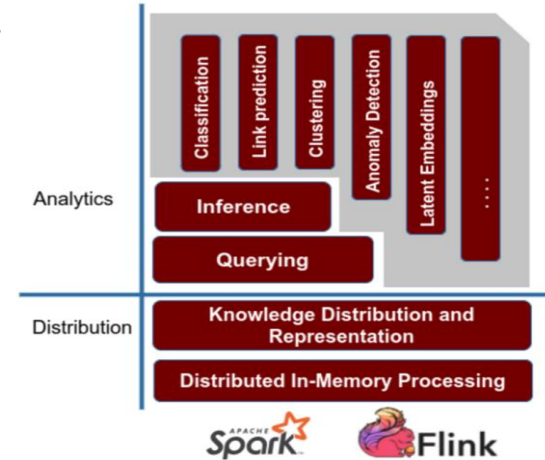 Classification
Link prediction
Clustering
Anomaly Detection
Latent Embeddings
....
Analytics
Inference
Querying
Distribution
Knowledge Distribution and
Representation
Distributed In-Memory Processing
APACHE
Spark
Flink